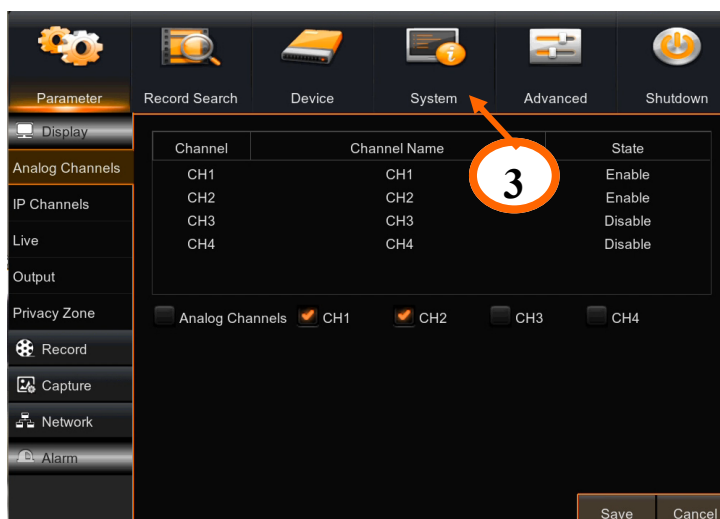 Parameter Record Search Device System Advanced Shutdown
Display
Analog Channels
IP Channels
Live
Output
Privacy Zone
Record
Capture
Network
Alarm
Channel Channel Name State
CH1 CH1 Enable
CH2 CH2 Enable
CH3 CH3 Disable
CH4 CH4 Disable
3
Analog Channels CH1 CH2 CH3 CH4
Save Cancel